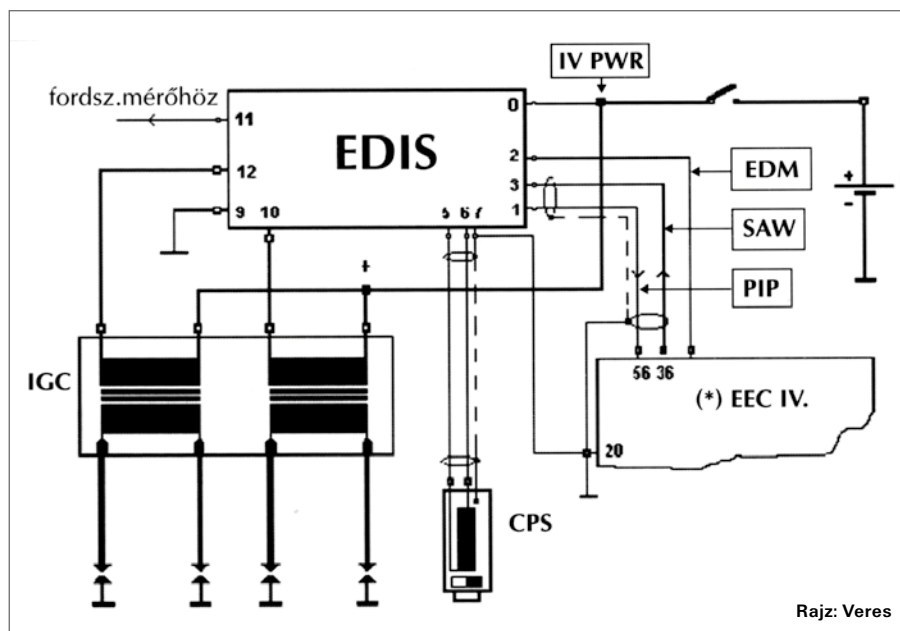 IV PWR
fordsz.mérőhöz
0
11
EDIS
2
EDM
12
3
SAW
9 10
5 6 7
1
+
-
+
PIP
IGC
56 36
(*) EEC IV.
20
CPS
Rajz: Veres